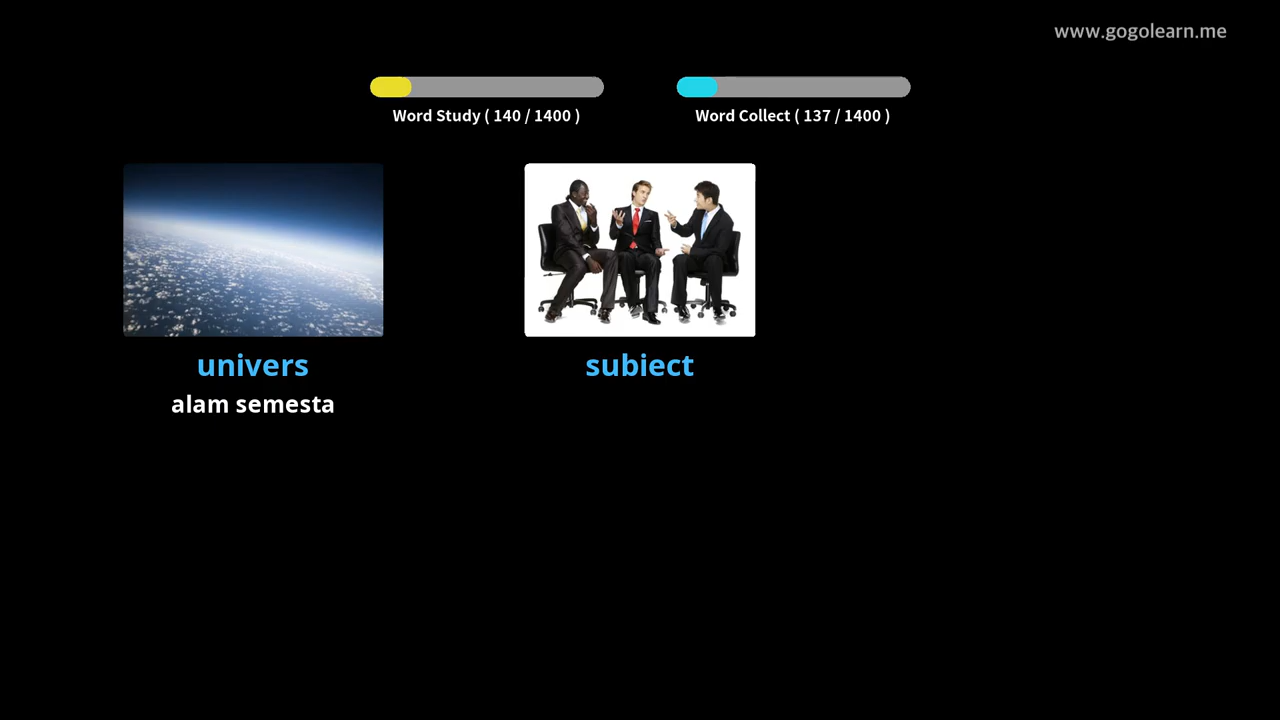 www.gogolearn.me
Word Study ( 140 / 1400 )
Word Collect ( 137 / 1400 )
univers
alam semesta
subiect